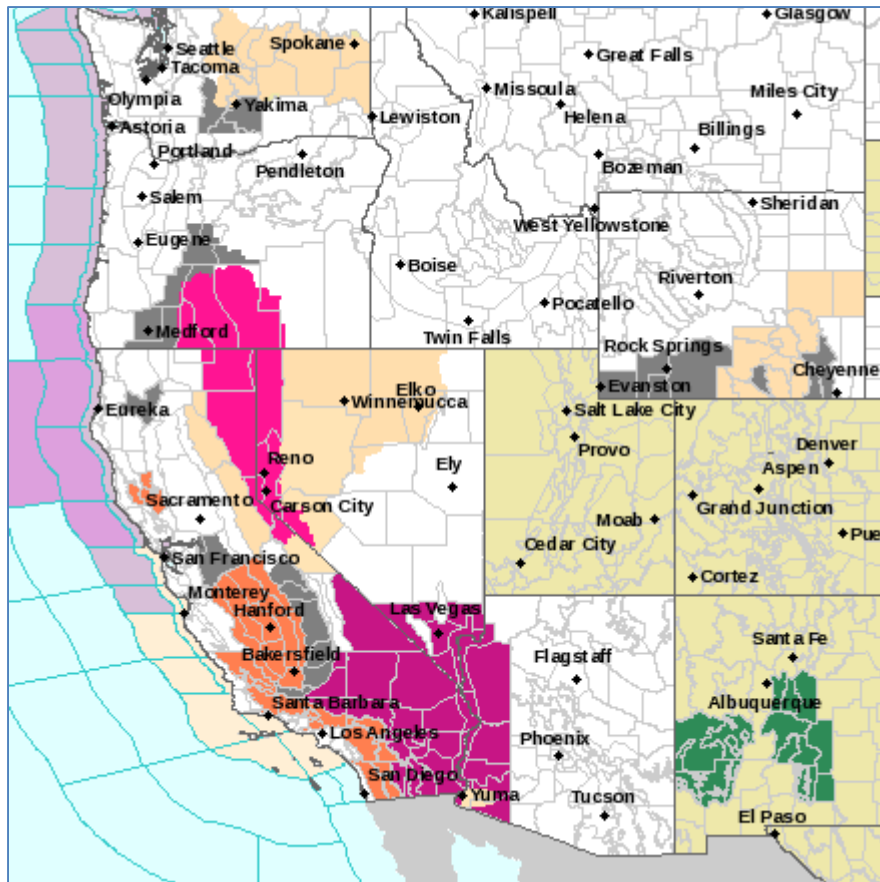 Kalispell
Glasgow
Seattle
Spokane
Great Falls
Tacoma
Missoula
Miles City
Olympia
Yakima
Lewiston
Helena
Astoria
Billings
Portland
Pendleton
Bozeman
Salem
West Yellowstone
Sheridan
Eugene
Boise
Riverton
Pocatello
Medford
Twin Falls
Rock Springs
Cheyenne
Evanston
Elko
Winnemucca
Eureka
Salt Lake City
Provo
Denver
Reno
Ely
Aspen
Sacramento
Carson City
Grand Junction
Moab
Pue
San Francisco
Cedar City
Cortez
Monterey
Hanford
Las Vegas
Santa Fe
Bakersfield
Flagstaff
Albuquerque
Santa Barbara
Los Angeles
Phoenix
San Diego
Yuma
Tucson
El Paso